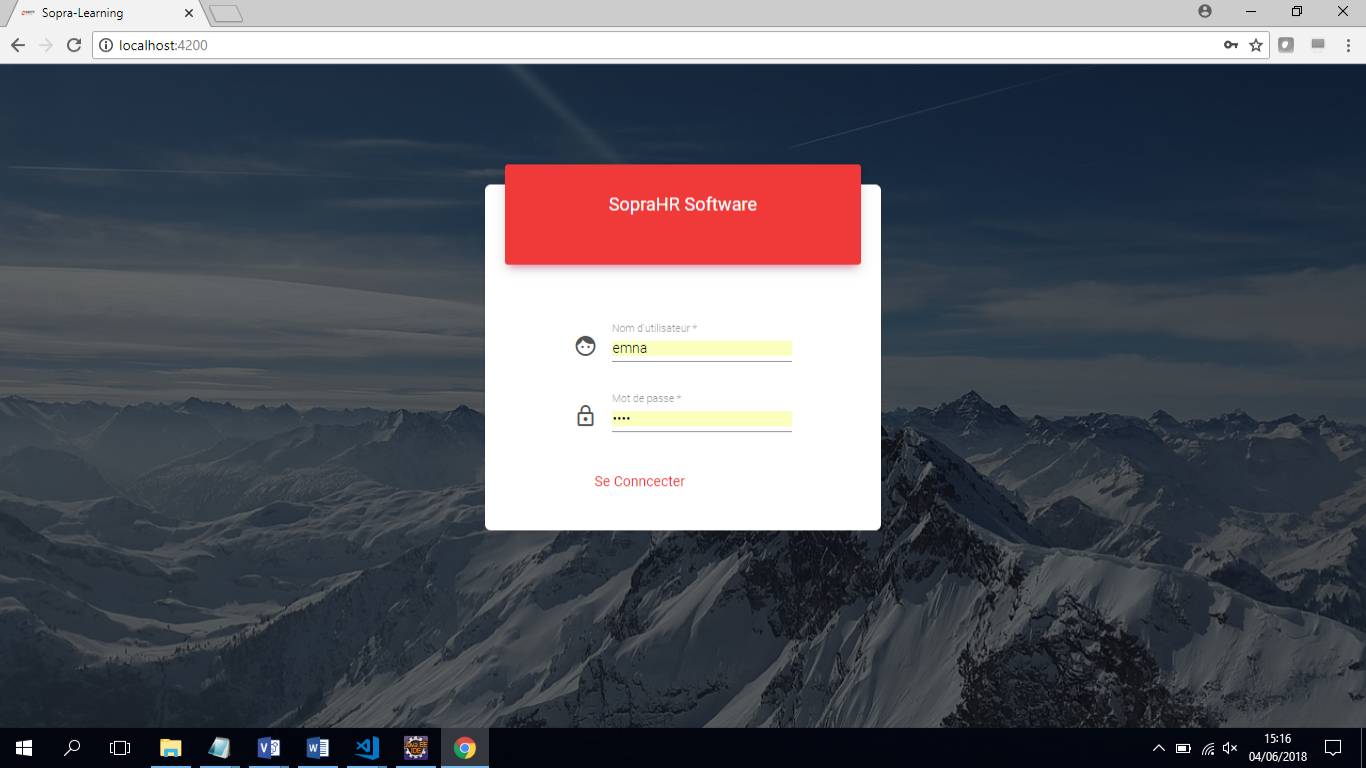 Sopra-Learning
localhost:4200
SopraHR Software
Nom d'utilisateur *
emna
Mot de passe *
••••
Se Conncecter
15:16
04/06/2018